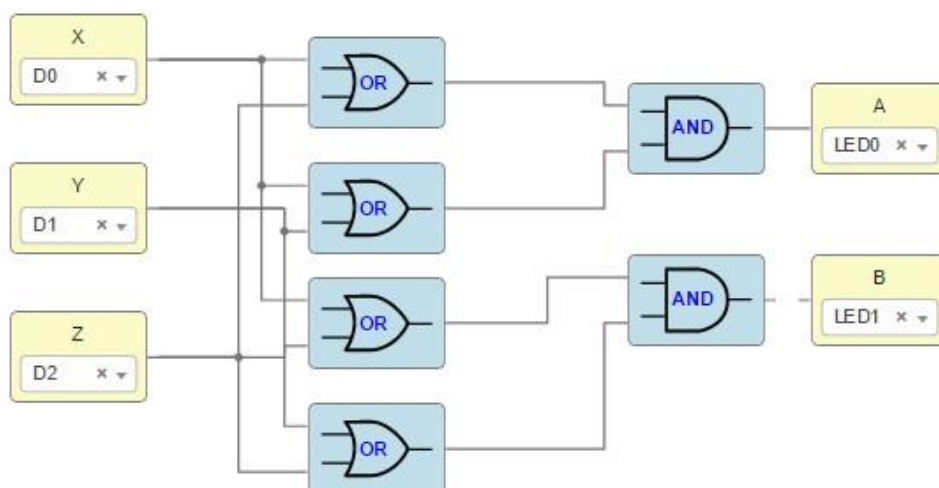 X
D0 × ▾
Y
D1 × ▾
Z
D2 × ▾
OR
OR
OR
OR
AND
AND
A
LED0 × ▾
B
LED1 × ▾